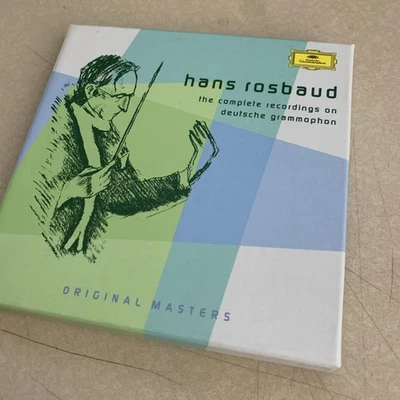 hans rosbaud
the complete recordings on
deutsche grammophon
ORIGINAL MASTERS